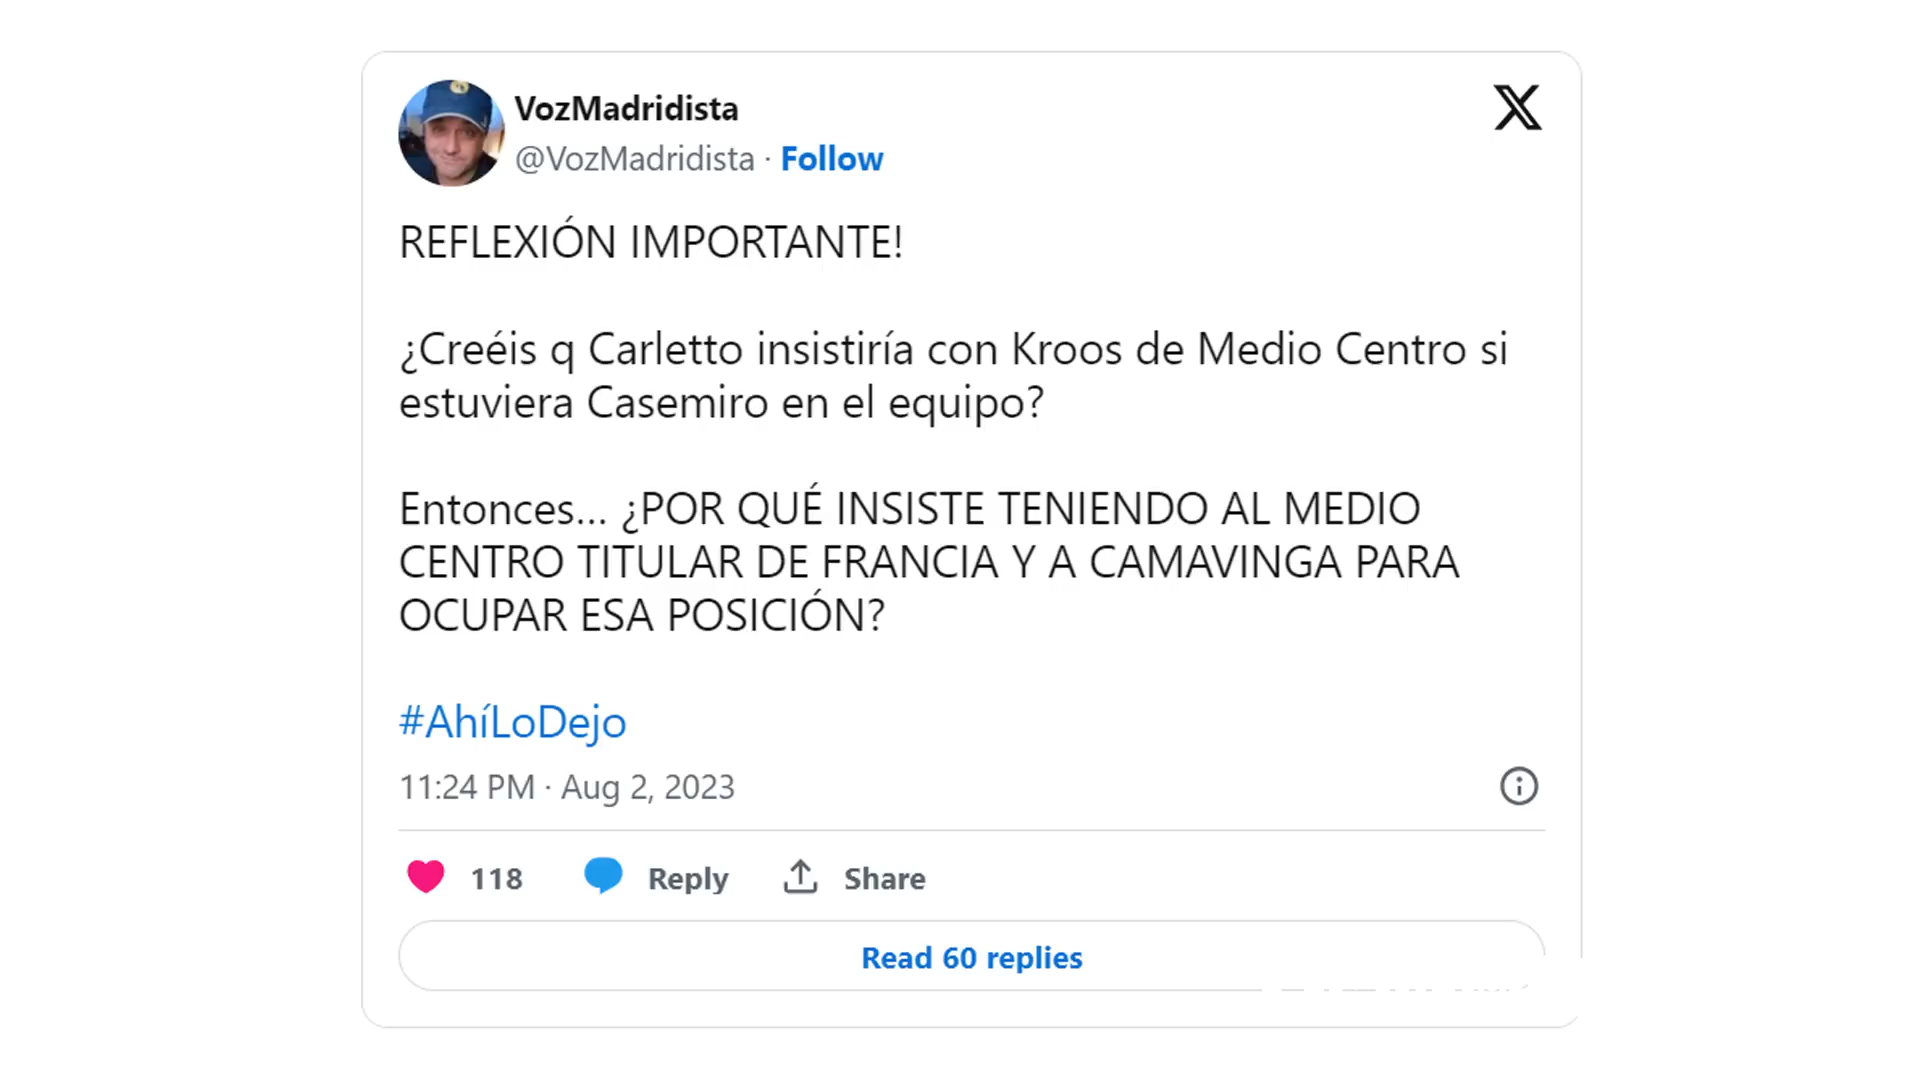 VozMadridista
@VozMadridista · Follow
REFLEXIÓN IMPORTANTE!
¿Creéis q Carletto insistiría con Kroos de Medio Centro si
estuviera Casemiro en el equipo?
Entonces... ¿POR QUÉ INSISTE TENIENDO AL MEDIO
CENTRO TITULAR DE FRANCIA Y A CAMAVINGA PARA
OCUPAR ESA POSICIÓN?
#AhíLoDejo
11:24 PM · Aug 2, 2023
118 Reply Share
Read 60 replies